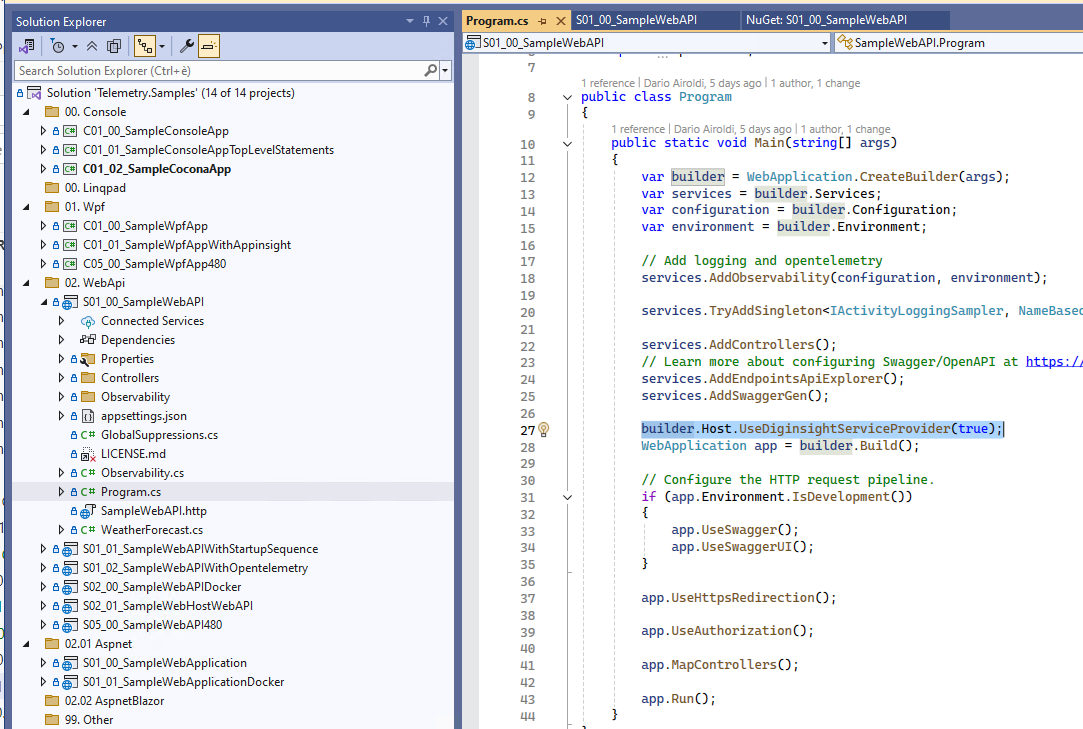 Solution Explorer
Search Solution Explorer (Ctrl+è)
Solution 'Telemetry.Samples' (14 of 14 projects)
00. Console
C01_00_SampleConsoleApp
C01_01_SampleConsoleAppTopLevelStatements
C01_02_SampleCoconaApp
00. Linqpad
01. Wpf
C01_00_SampleWpfApp
C01_01_SampleWpfAppWithAppinsight
C05_00_SampleWpfApp480
02. WebApi
S01_00_SampleWebAPI
Connected Services
Dependencies
Properties
Controllers
Observability
appsettings.json
C# GlobalSuppressions.cs
LICENSE.md
C# Observability.cs
C# Program.cs
SampleWebAPI.http
C# WeatherForecast.cs
S01_01_SampleWebAPIWithStartupSequence
S01_02_SampleWebAPIWithOpentelemetry
S02_00_SampleWebAPIDocker
S02_01_SampleWebHostWebAPI
S05_00_SampleWebAPI480
02.01 Aspnet
S01_00_SampleWebApplication
S01_01_SampleWebApplicationDocker
02.02 AspnetBlazor
99. Other
Program.cs S01_00_SampleWebAPI NuGet: S01_00_SampleWebAPI
S01_00_SampleWebAPI SampleWebAPI.Program
7
1 reference | Dario Airoldi, 5 days ago | 1 author, 1 change
8 public class Program
9 {
1 reference | Dario Airoldi, 5 days ago | 1 author, 1 change
10 public static void Main(string[] args)
11 {
12 var builder = WebApplication.CreateBuilder(args);
13 var services = builder.Services;
14 var configuration = builder.Configuration;
15 var environment = builder.Environment;
16
17 // Add logging and opentelemetry
18 services.AddObservability(configuration, environment);
19
20 services.TryAddSingleton<IActivityLoggingSampler, NameBased
21
22 services.AddControllers();
23 // Learn more about configuring Swagger/OpenAPI at https://
24 services.AddEndpointsApiExplorer();
25 services.AddSwaggerGen();
26
27 builder.Host.UseDiginsightServiceProvider(true);
28 WebApplication app = builder.Build();
29
30 // Configure the HTTP request pipeline.
31 if (app.Environment.IsDevelopment())
32 {
33 app.UseSwagger();
34 app.UseSwaggerUI();
35 }
36
37 app.UseHttpsRedirection();
38
39 app.UseAuthorization();
40
41 app.MapControllers();
42
43 app.Run();
44 }